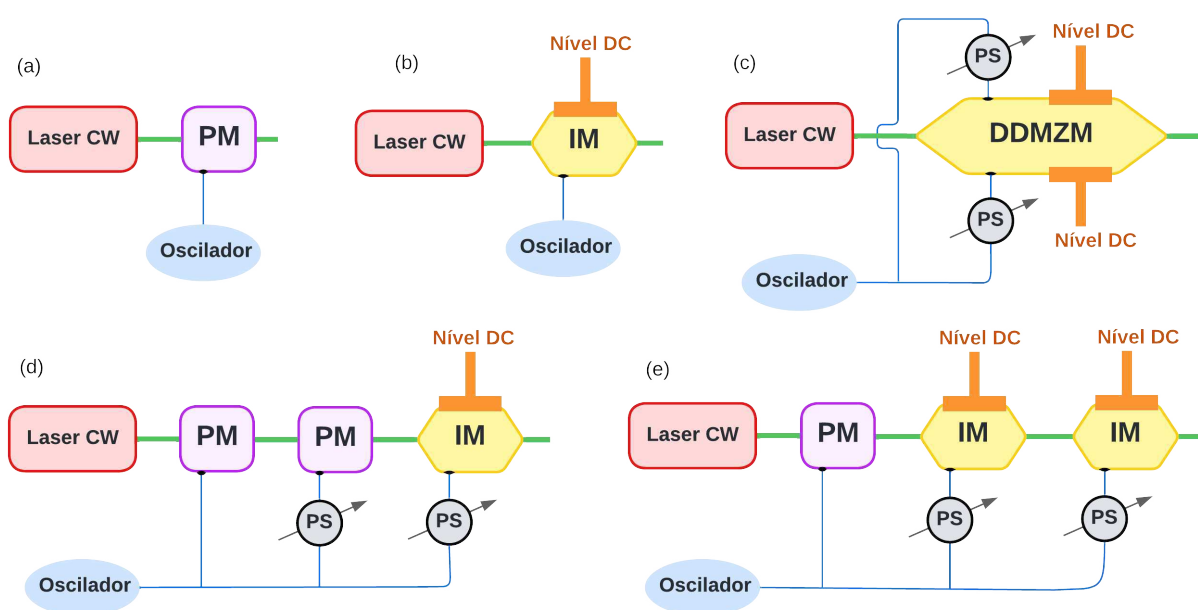 (a)
Laser CW
PM
Oscilador
(b)
Nível DC
Laser CW
IM
Oscilador
(c)
Nível DC
PS
Laser CW
DDMZM
PS
Nível DC
Oscilador
(d)
Nível DC
Laser CW
PM
PM
IM
PS
PS
Oscilador
(e)
Nível DC
Nível DC
Laser CW
PM
IM
IM
PS
PS
Oscilador